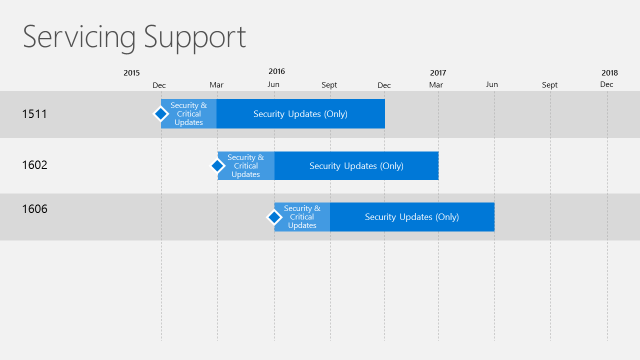 Servicing Support
2015 2016 2017 2018
Dec Mar Jun Sept Dec Mar Jun Sept Dec
1511
Security &
Critical
Updates
Security Updates (Only)
1602
Security &
Critical
Updates
Security Updates (Only)
1606
Security &
Critical
Updates
Security Updates (Only)